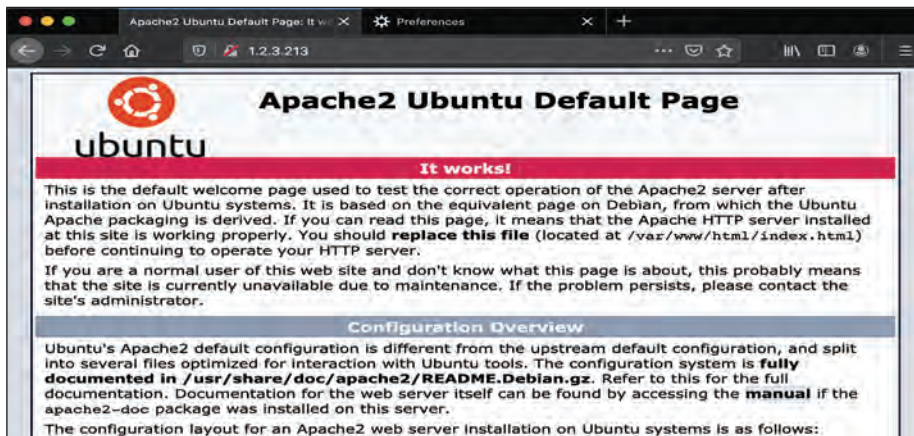 Apache2 Ubuntu Default Page: It w
Preferences
1.2.3.213
Apache2 Ubuntu Default Page
ubuntu
It works!
This is the default welcome page used to test the correct operation of the Apache2 server after
installation on Ubuntu systems. It is based on the equivalent page on Debian, from which the Ubuntu
Apache packaging is derived. If you can read this page, it means that the Apache HTTP server installed
at this site is working properly. You should replace this file (located at /var/www/html/index.html)
before continuing to operate your HTTP server.
If you are a normal user of this web site and don't know what this page is about, this probably means
that the site is currently unavailable due to maintenance. If the problem persists, please contact the
site's administrator.
Configuration Overview
Ubuntu's Apache2 default configuration is different from the upstream default configuration, and split
into several files optimized for interaction with Ubuntu tools. The configuration system is fully
documented in /usr/share/doc/apache2/README.Debian.gz. Refer to this for the full
documentation. Documentation for the web server itself can be found by accessing the manual if the
apache2-doc package was installed on this server.
The configuration layout for an Apache2 web server installation on Ubuntu systems is as follows: